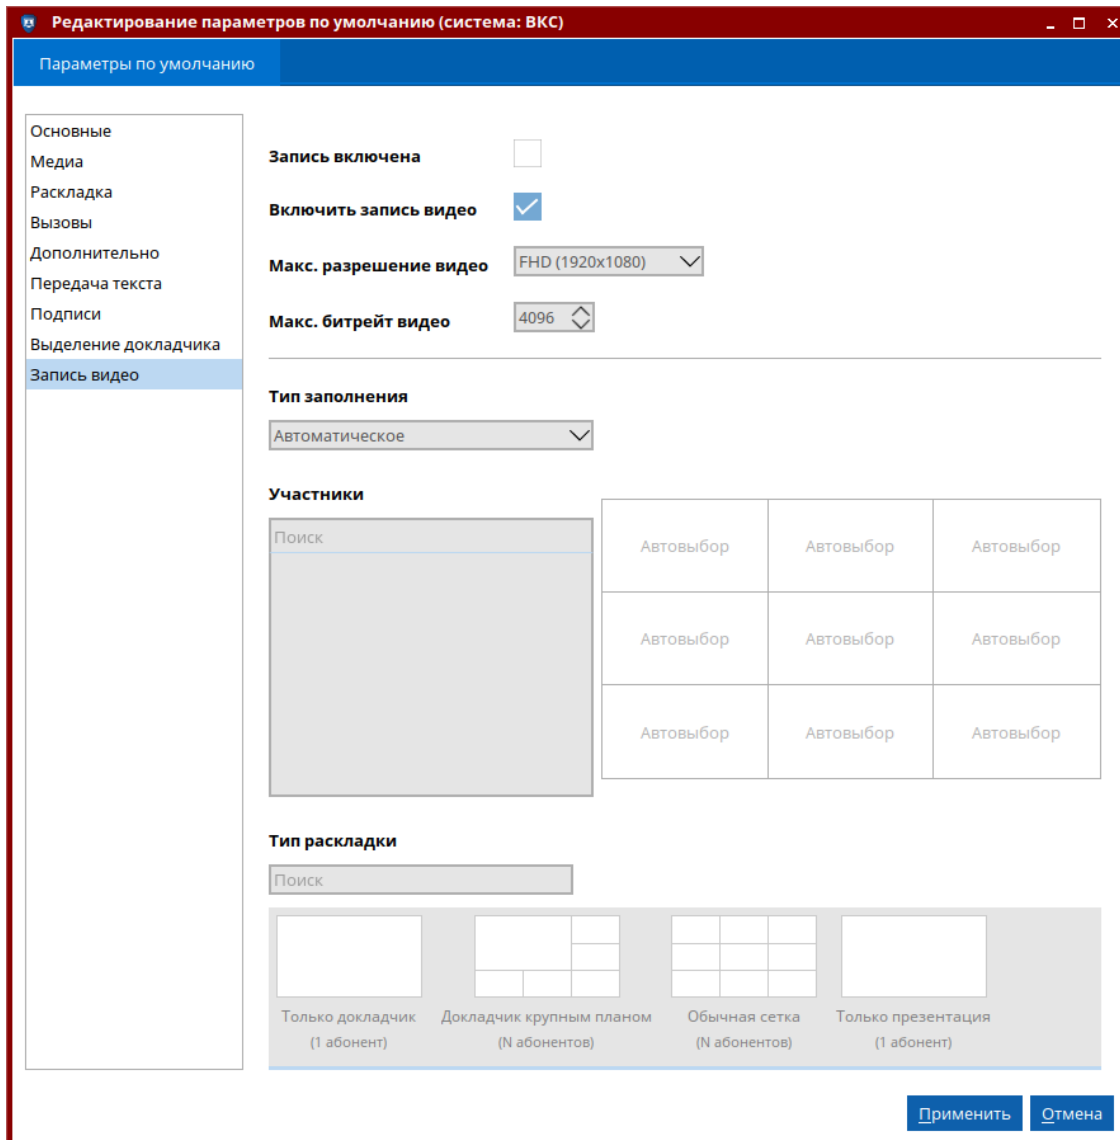 Редактирование параметров по умолчанию (система: ВКС)
Параметры по умолчанию
Основные
Медиа
Раскладка
Вызовы
Дополнительно
Передача текста
Подписи
Выделение докладчика
Запись видео
Запись включена
Включить запись видео
Макс. разрешение видео FHD (1920x1080)
Макс. битрейт видео 4096
Тип заполнения
Автоматическое
Участники
Поиск
Автовыбор Автовыбор Автовыбор
Автовыбор Автовыбор Автовыбор
Автовыбор Автовыбор Автовыбор
Тип раскладки
Поиск
Только докладчик Докладчик крупным планом Обычная сетка Только презентация
(1 абонент) (N абонентов) (N абонентов) (1 абонент)
Применить Отмена